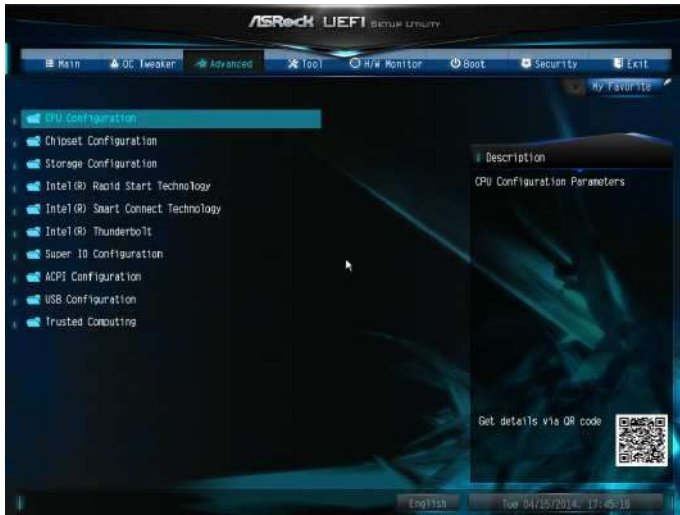 ASRock UEFI SETUP UTILITY
Main OC Tweaker Advanced Tool H/W Monitor Boot Security Exit
My Favorite
CPU Configuration
Chipset Configuration
Storage Configuration
Intel(R) Rapid Start Technology
Intel(R) Smart Connect Technology
Intel(R) Thunderbolt
Super IO Configuration
ACPI Configuration
USB Configuration
Trusted Computing
Description
CPU Configuration Parameters
Get details via QR code
English
Tue 04/15/2014, 17:45:18